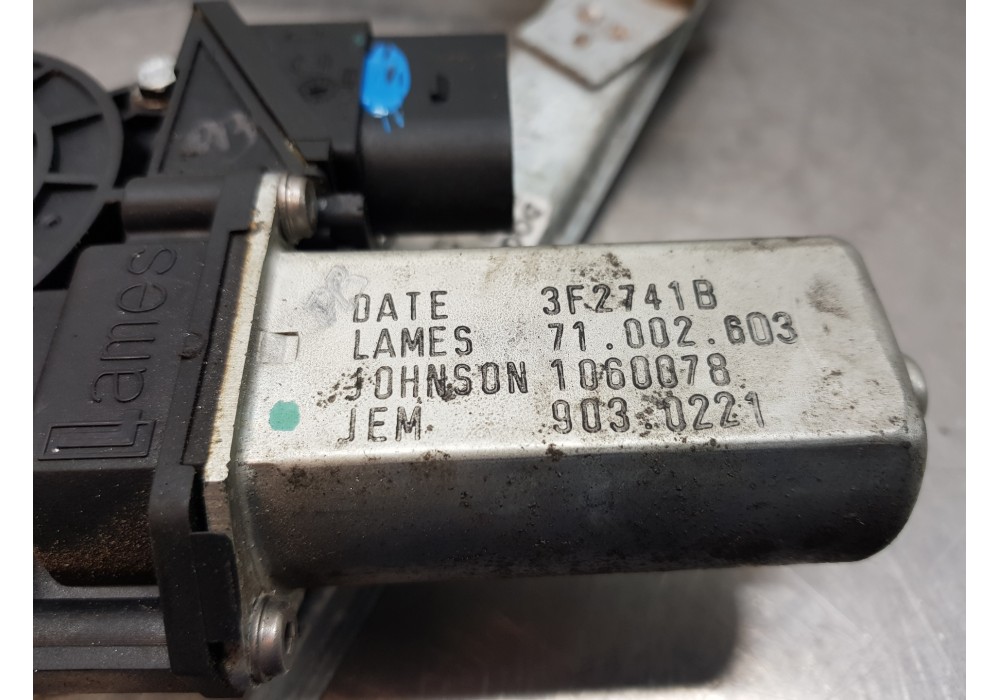 Lames
DATE 3F2741B
LAMES 71.002.603
JOHNSON 1060078
JEM 903.0221